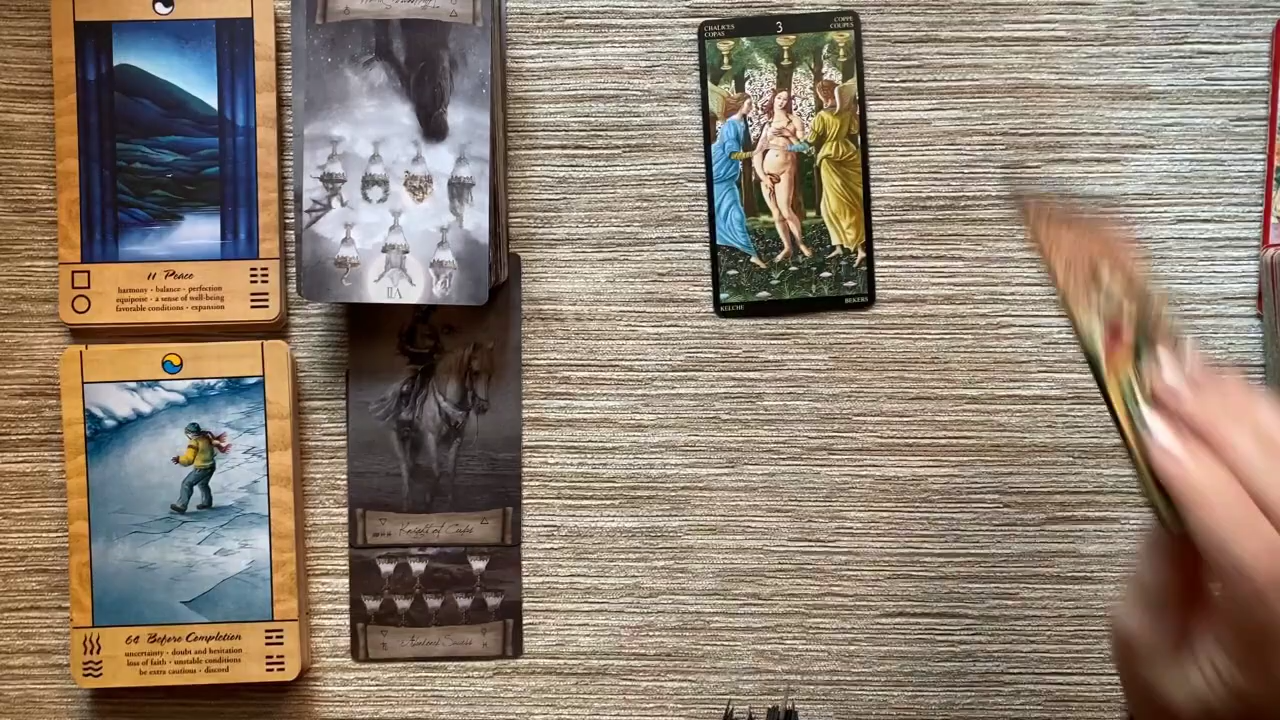 11 Peace
harmony • balance • perfection
equipoise • a sense of well-being
favorable conditions • expansion
64 Before Completion
uncertainty • doubt and hesitation
loss of faith • unstable conditions
be extra cautious • discord
VII
Knight of Cups
CHALICES
COPAS
3
COPPE
COUPES
KELCHE
BEKERS